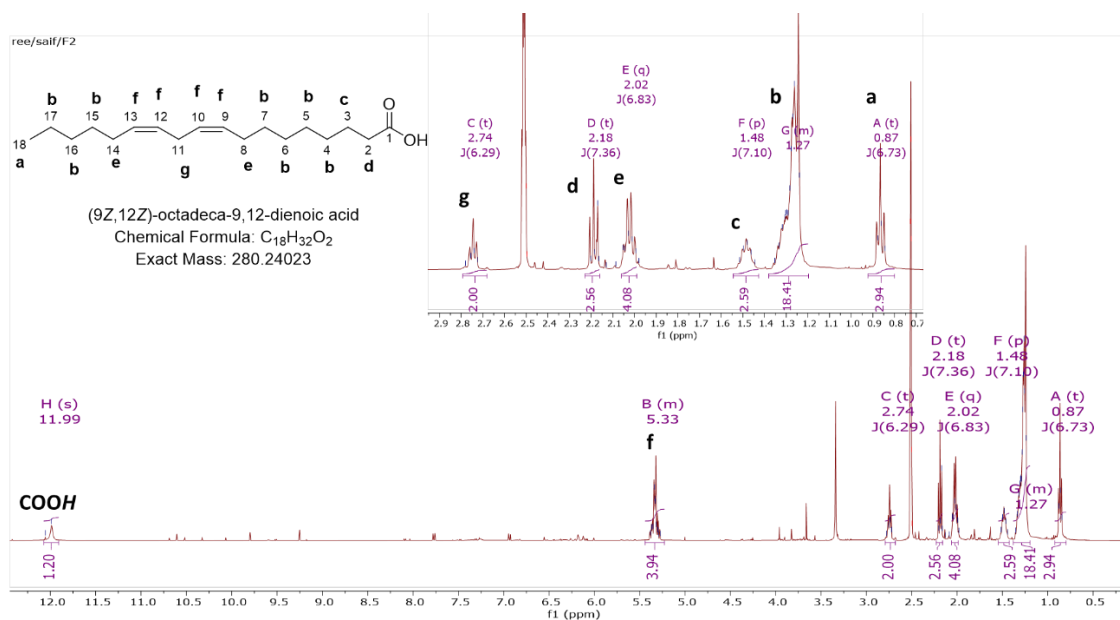 ree/saif/F2
b b f f f f b b c O
17 15 13 12 10 9 7 5 3 OH
18 16 14 11 8 6 4 2 1
a b e g e b b d
(9Z,12Z)-octadeca-9,12-dienoic acid
Chemical Formula: C18H32O2
Exact Mass: 280.24023
C (t)
2.74
J(6.29)
D (t)
2.18
J(7.36)
E (q)
2.02
J(6.83)
F (p)
1.48
J(7.10)
G (m)
1.27
A (t)
0.87
J(6.73)
g d e c b a
2.00 2.56 4.08 2.59 18.41 2.94
2.9 2.8 2.7 2.6 2.5 2.4 2.3 2.2 2.1 2.0 1.9 1.8 1.7 1.6 1.5 1.4 1.3 1.2 1.1 1.0 0.9 0.8 0.7
f1 (ppm)
H (s)
11.99
B (m)
5.33
C (t)
2.74
J(6.29)
D (t)
2.18
J(7.36)
E (q)
2.02
J(6.83)
F (p)
1.48
J(7.10)
G (m)
1.27
A (t)
0.87
J(6.73)
COOH
f
1.20 3.94 2.00 2.56 4.08 2.59 18.41 2.94
12.0 11.5 11.0 10.5 10.0 9.5 9.0 8.5 8.0 7.5 7.0 6.5 6.0 5.5 5.0 4.5 4.0 3.5 3.0 2.5 2.0 1.5 1.0 0.5
f1 (ppm)